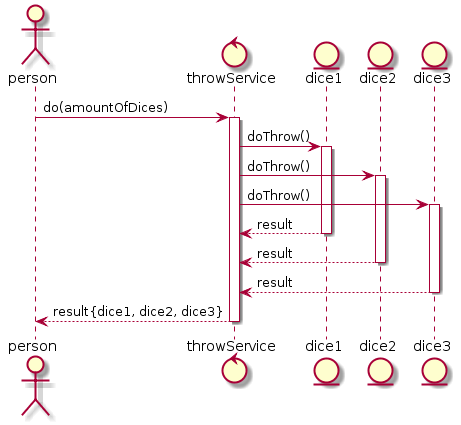 person
throwService
dice1
dice2
dice3
do(amountOfDices)
doThrow()
doThrow()
doThrow()
result
result
result
result{dice1, dice2, dice3}
person
throwService
dice1
dice2
dice3